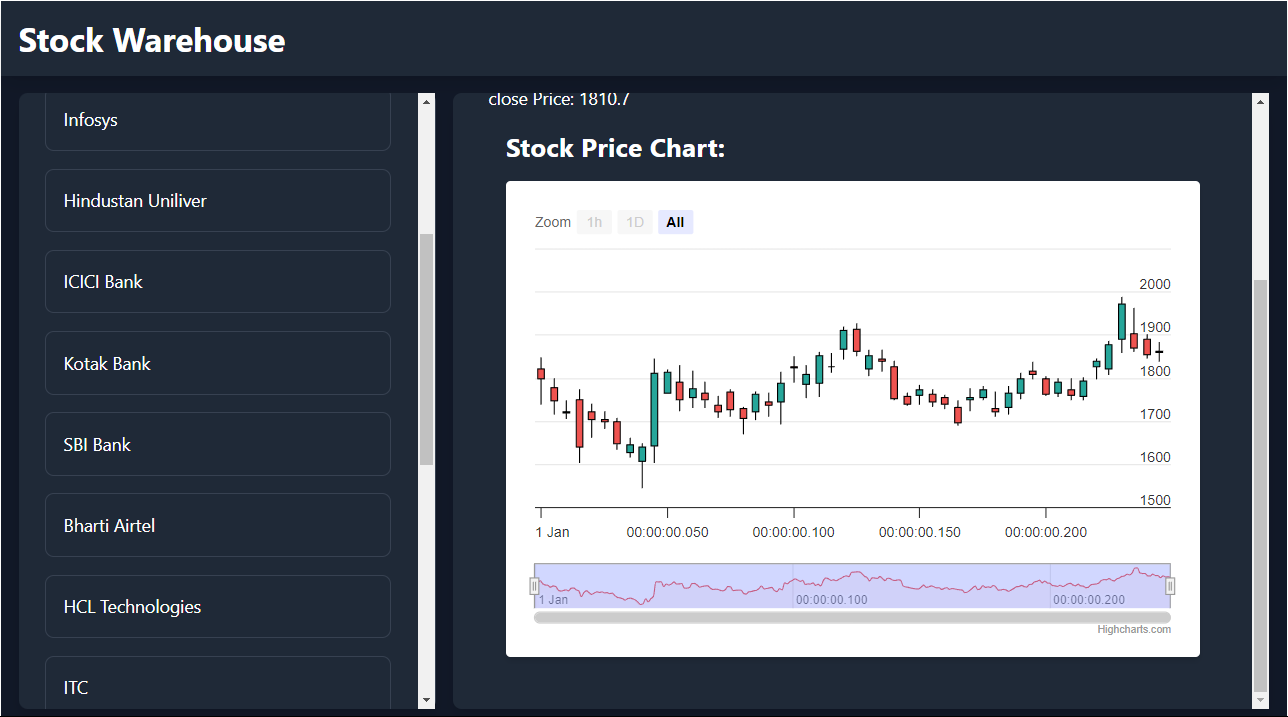 Stock Warehouse
Infosys
Hindustan Uniliver
ICICI Bank
Kotak Bank
SBI Bank
Bharti Airtel
HCL Technologies
ITC
close Price: 1810.7
Stock Price Chart:
Zoom 1h 1D All
2000
1900
1800
1700
1600
1500
1 Jan 00:00:00.050 00:00:00.100 00:00:00.150 00:00:00.200
1 Jan 00:00:00.100 00:00:00.200
Highcharts.com